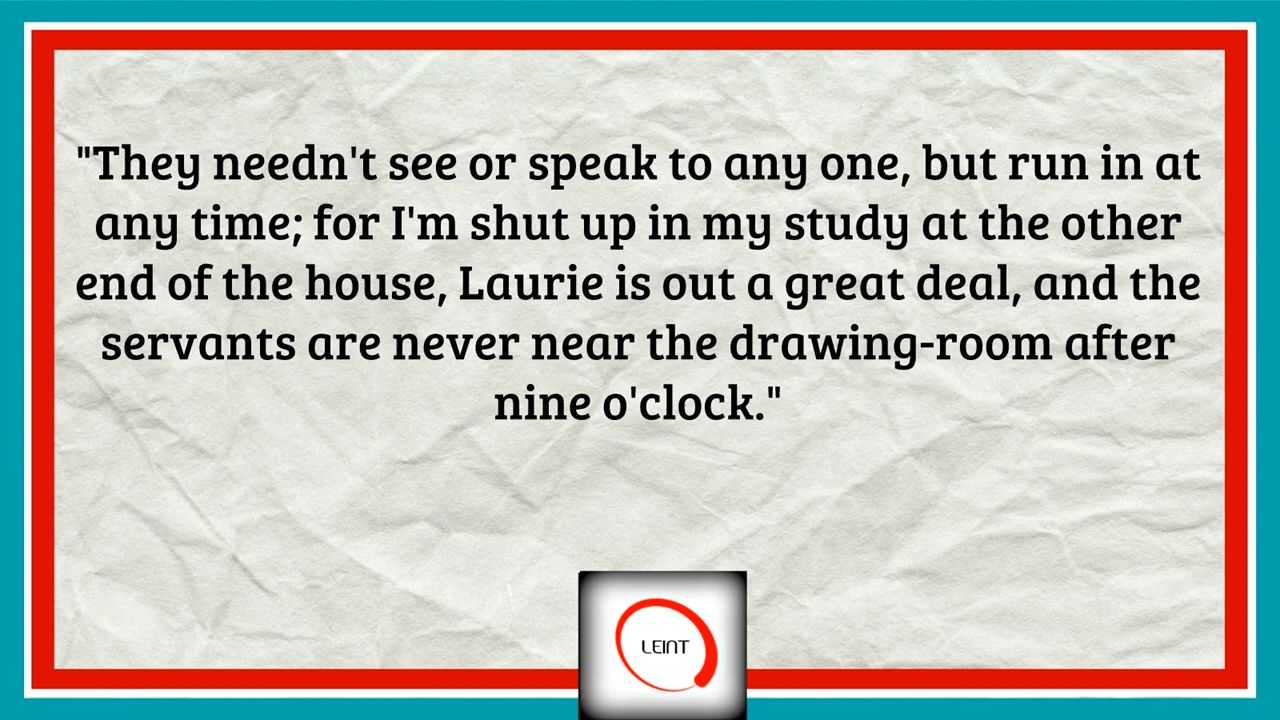 "They needn't see or speak to any one, but run in at
any time; for I'm shut up in my study at the other
end of the house, Laurie is out a great deal, and the
servants are never near the drawing-room after
nine o'clock."
LEINT